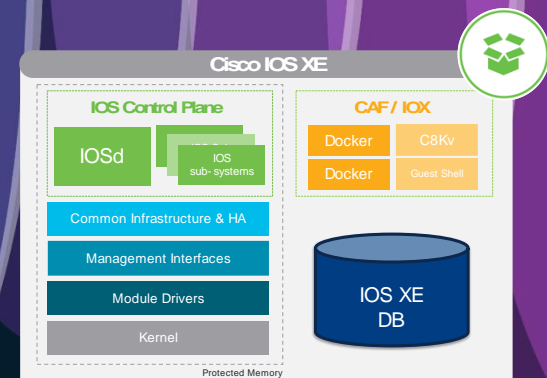 Cisco IOS XE
IOS Control Plane
IOSd
IOS
sub- systems
Common Infrastructure & HA
Management Interfaces
Module Drivers
Kernel
Protected Memory
CAF / IOX
Docker
C8Kv
Docker
Guest Shell
IOS XE
DB